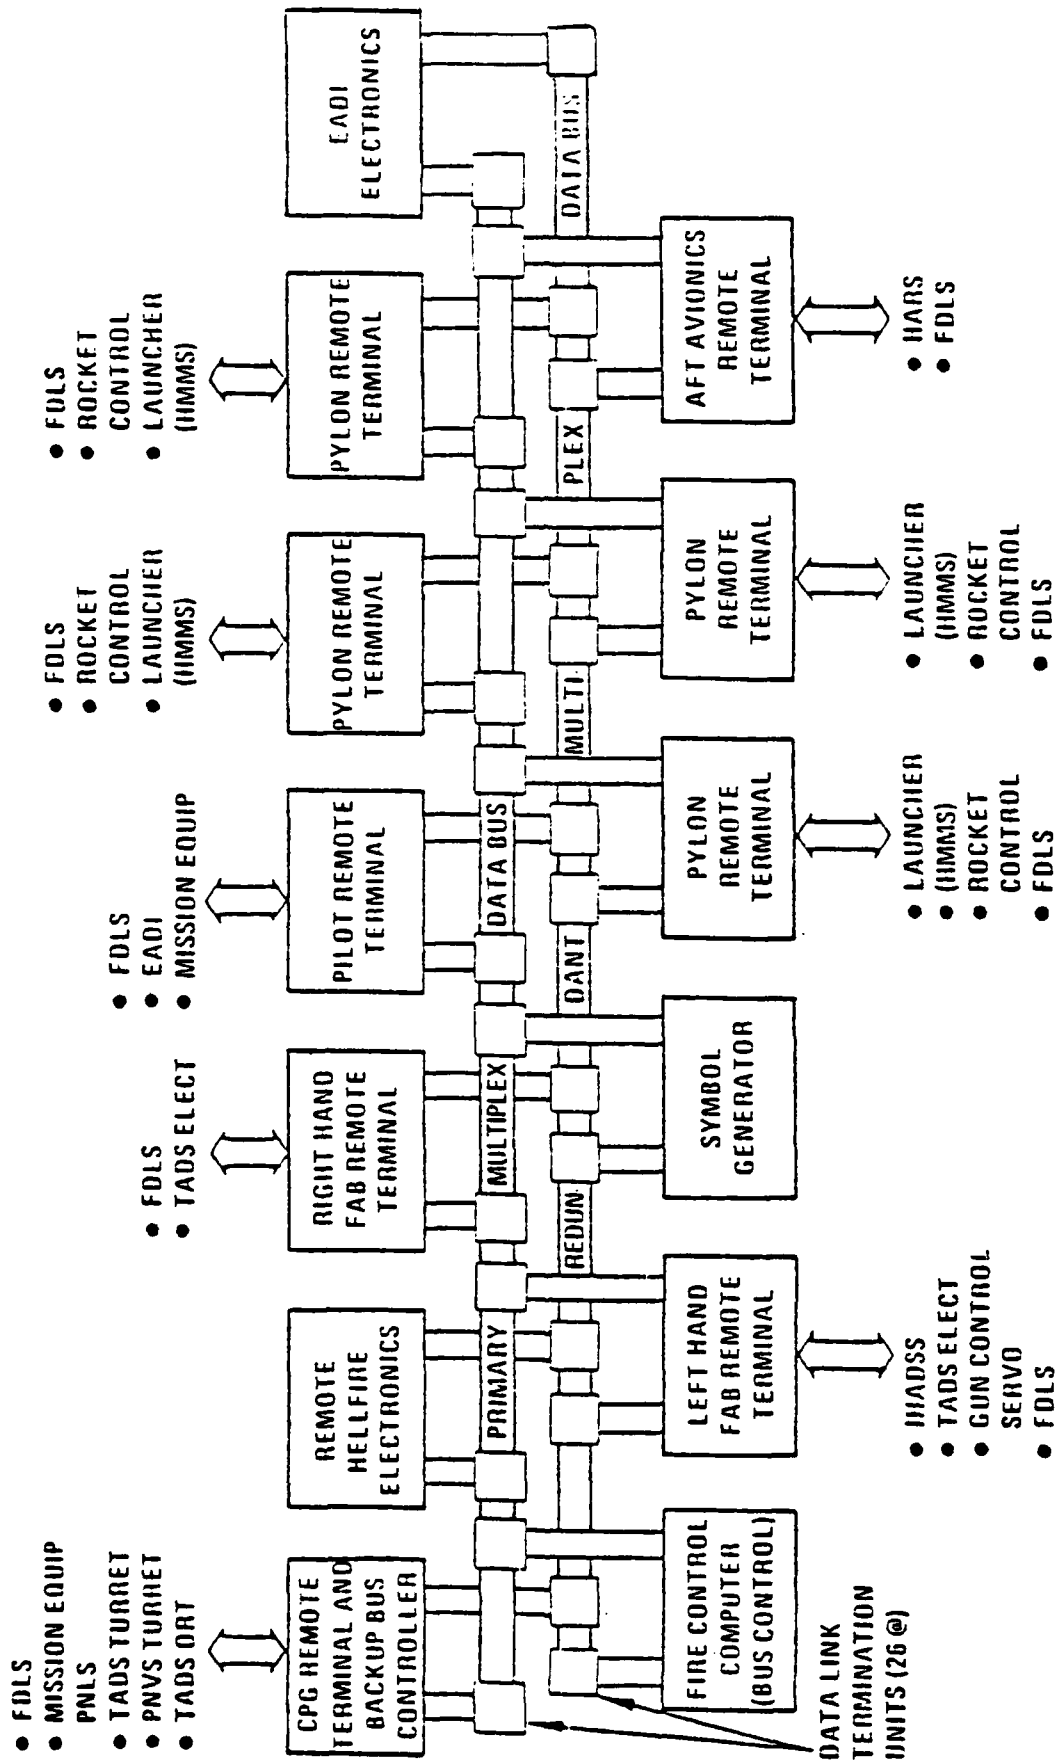 ● FDLS
● MISSION EQUIP
PNLS
● TADS TURRET
● PNVS TURRET
● TADS ORT
● FDLS
● TADS ELECT
● FDLS
● EADI
● MISSION EQUIP
● FDLS
● ROCKET
CONTROL
● LAUNCHER
(HMMS)
● FDLS
● ROCKET
CONTROL
● LAUNCHER
(HMMS)
CPG REMOTE
TERMINAL AND
BACKUP BUS
CONTROLLER
REMOTE
HELLFIRE
ELECTRONICS
RIGHT HAND
FAB REMOTE
TERMINAL
PILOT REMOTE
TERMINAL
PYLON REMOTE
TERMINAL
PYLON REMOTE
TERMINAL
EADI
ELECTRONICS
PRIMARY MULTIPLEX DATA BUS
REDUN- DANT MULTI- PLEX DATA BUS
FIRE CONTROL
COMPUTER
(BUS CONTROL)
LEFT HAND
FAB REMOTE
TERMINAL
SYMBOL
GENERATOR
PYLON
REMOTE
TERMINAL
PYLON
REMOTE
TERMINAL
AFT AVIONICS
REMOTE
TERMINAL
DATA LINK
TERMINATION
UNITS (26 @)
● IHADSS
● TADS ELECT
● GUN CONTROL
SERVO
● FDLS
● LAUNCHER
● (HMMS)
● ROCKET
CONTROL
● FDLS
● LAUNCHER
(HMMS)
● ROCKET
CONTROL
● FDLS
● HARS
● FDLS